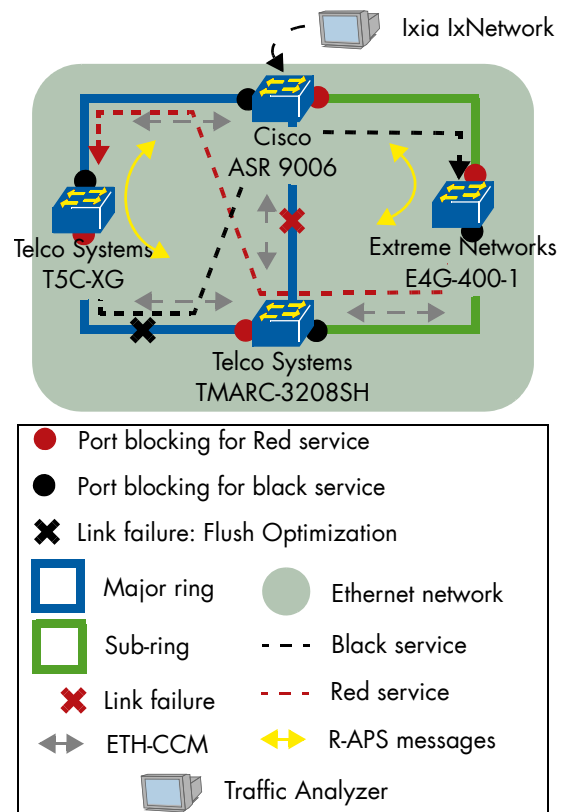 Ixia IxNetwork
Cisco
ASR 9006
Telco Systems
T5C-XG
Extreme Networks
E4G-400-1
Telco Systems
TMARC-3208SH
Port blocking for Red service
Port blocking for black service
Link failure: Flush Optimization
Major ring
Ethernet network
Sub-ring
Black service
Link failure
Red service
ETH-CCM
R-APS messages
Traffic Analyzer